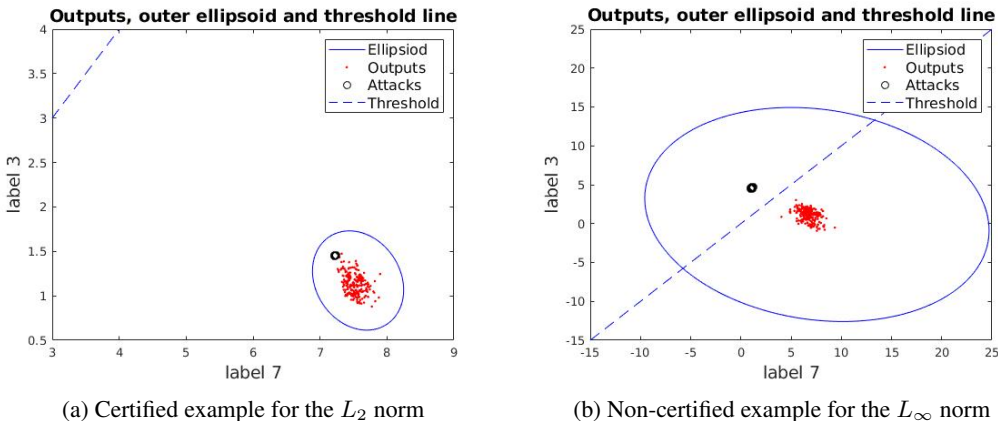 Outputs, outer ellipsoid and threshold line
4
3.5
3
2.5
2
1.5
1
0.5
label 3
3 4 5 6 7 8 9
label 7
Ellipsiod
Outputs
Attacks
Threshold
(a) Certified example for the L₂ norm
Outputs, outer ellipsoid and threshold line
25
20
15
10
5
0
-5
-10
-15
label 3
-15 -10 -5 0 5 10 15 20 25
label 7
Ellipsiod
Outputs
Attacks
Threshold
(b) Non-certified example for the L∞ norm